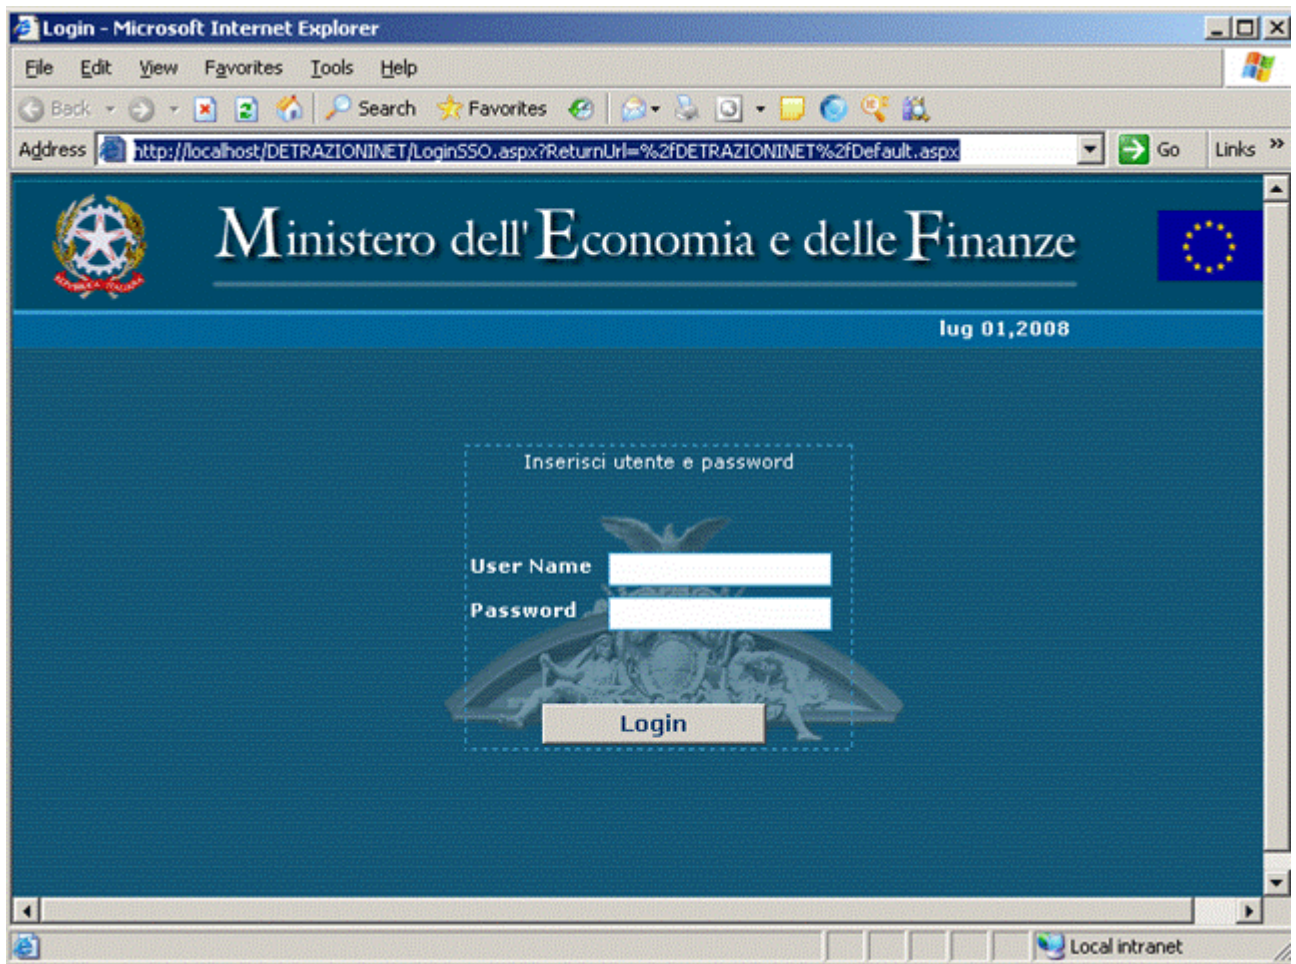 Login - Microsoft Internet Explorer
File Edit View Favorites Tools Help
Back Search Favorites
Address http://localhost/DETRAZIONINET/LoginSSO.aspx?ReturnUrl=%2fDETRAZIONINET%2fDefault.aspx Go Links »
Ministero dell'Economia e delle Finanze
lug 01,2008
Inserisci utente e password
User Name
Password
Login
Local intranet